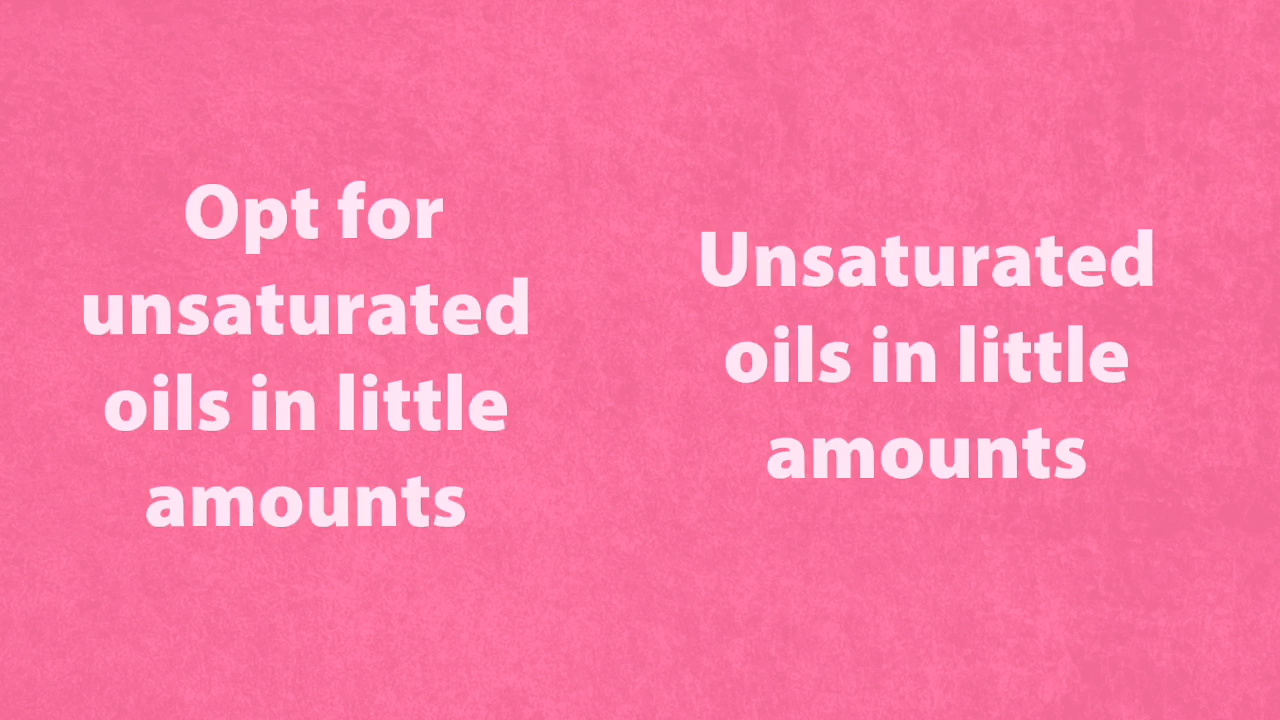 Opt for
unsaturated
oils in little
amounts
Unsaturated
oils in little
amounts